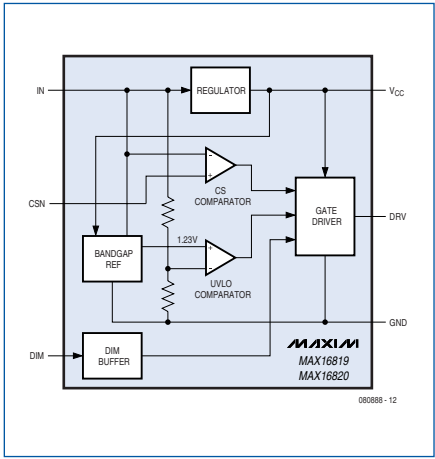 IN
REGULATOR
VCC
-
+
CS
COMPARATOR
CSN
GATE
DRIVER
DRV
1.23V
+
-
BANDGAP
REF
UVLO
COMPARATOR
GND
DIM
DIM
BUFFER
MAXIM
MAX16819
MAX16820
080888 - 12